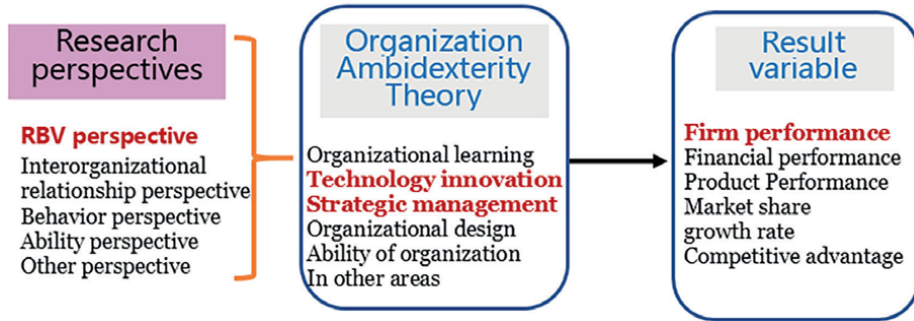 Research
perspectives
RBV perspective
Interorganizational
relationship perspective
Behavior perspective
Ability perspective
Other perspective
Organization
Ambidexterity
Theory
Organizational learning
Technology innovation
Strategic management
Organizational design
Ability of organization
In other areas
Result
variable
Firm performance
Financial performance
Product Performance
Market share
growth rate
Competitive advantage